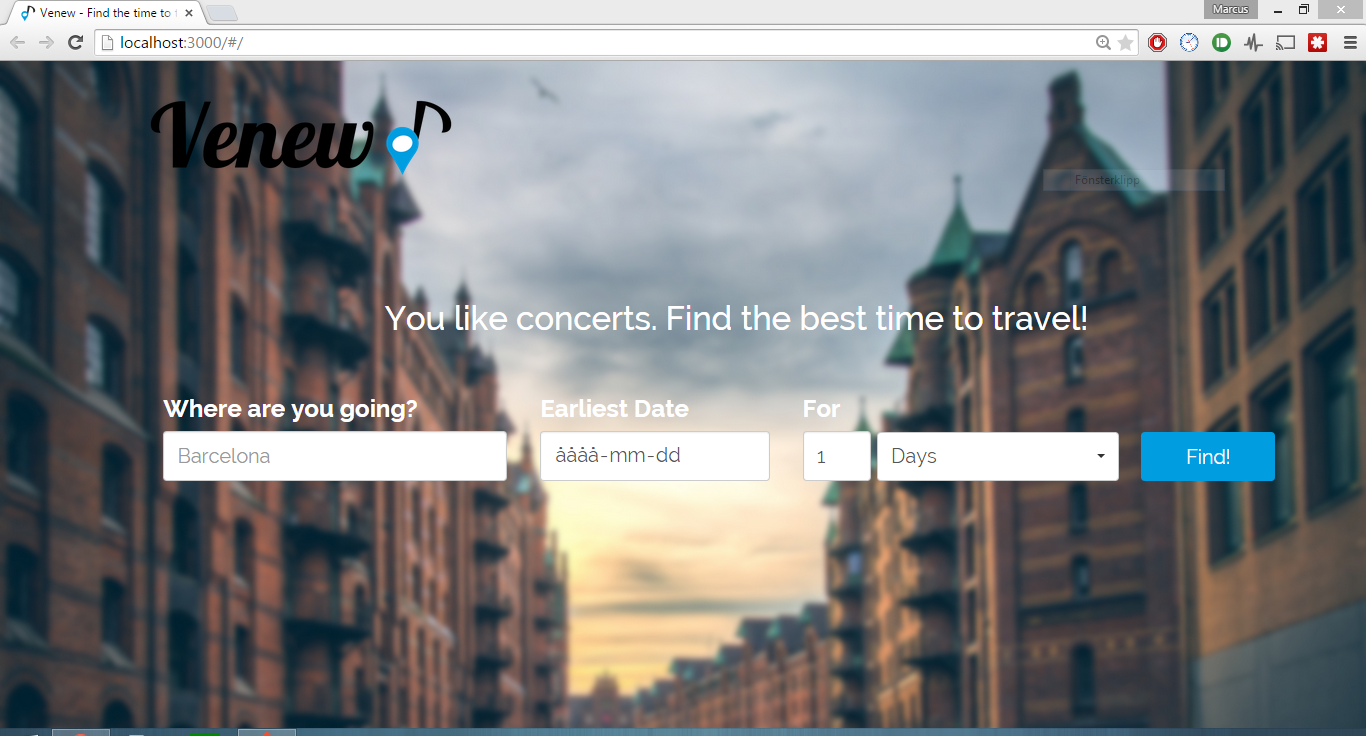 Venew - Find the time to t
Marcus
localhost:3000/#/
Venew
Fönsterklipp
You like concerts. Find the best time to travel!
Where are you going? Earliest Date For
Barcelona åååå-mm-dd 1 Days Find!